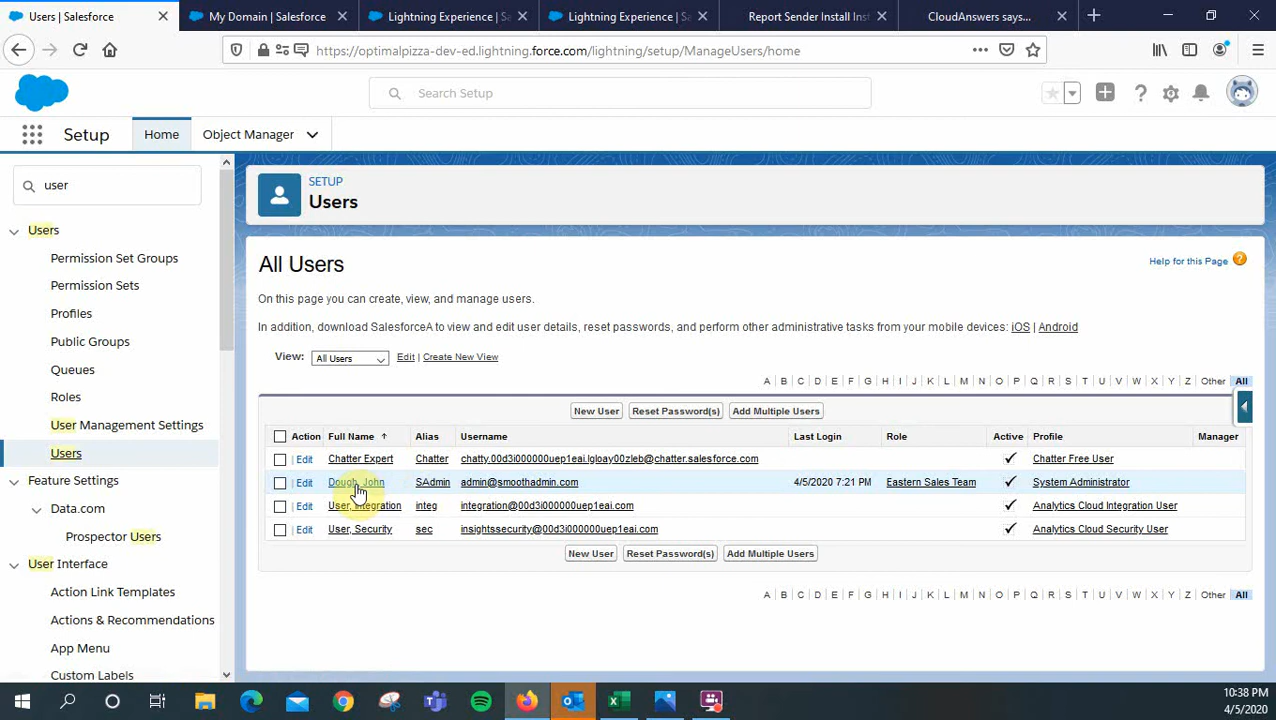 Users | Salesforce
My Domain | Salesforce
Lightning Experience | S
Lightning Experience | Sa
Report Sender Install Ins
CloudAnswers says...
https://optimalpizza-dev-ed.lightning.force.com/lightning/setup/ManageUsers/home
Search Setup
Setup
Home
Object Manager
user
Users
Permission Set Groups
Permission Sets
Profiles
Public Groups
Queues
Roles
User Management Settings
Users
Feature Settings
Data.com
Prospector Users
User Interface
Action Link Templates
Actions & Recommendations
App Menu
Custom Labels
SETUP
Users
All Users
Help for this Page
On this page you can create, view, and manage users.
In addition, download SalesforceA to view and edit user details, reset passwords, and perform other administrative tasks from your mobile devices: iOS | Android
View: All Users Edit | Create New View
A B C D E F G H I J K L M N O P Q R S T U V W X Y Z Other All
New User Reset Password(s) Add Multiple Users
Action Full Name Alias Username Last Login Role Active Profile Manager
Edit Chatter Expert Chatter chatty.00d3i000000uep1eai.lgloay00zleb@chatter.salesforce.com Chatter Free User
Edit Dough, John SAdmin admin@smoothadmin.com 4/5/2020 7:21 PM Eastern Sales Team System Administrator
Edit User, Integration integ integration@00d3i000000uep1eai.com Analytics Cloud Integration User
Edit User, Security sec insightssecurity@00d3i000000uep1eai.com Analytics Cloud Security User
New User Reset Password(s) Add Multiple Users
A B C D E F G H I J K L M N O P Q R S T U V W X Y Z Other All
10:38 PM
4/5/2020